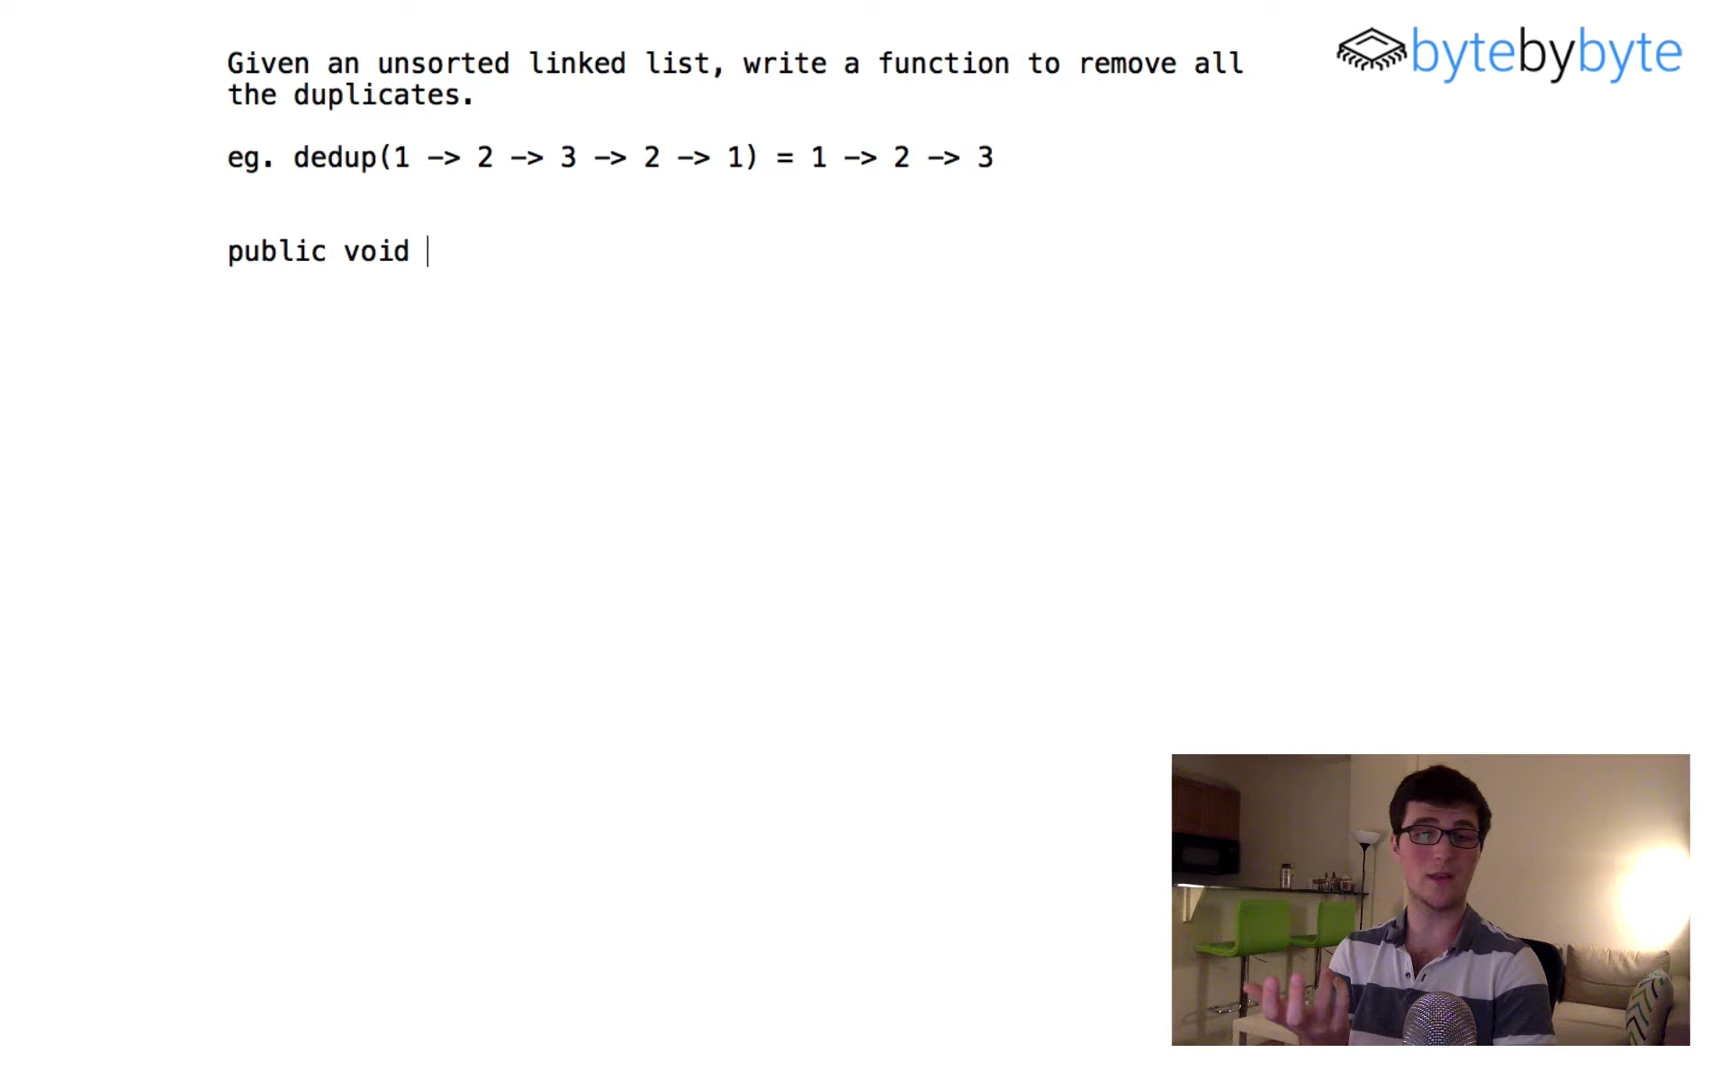 Given an unsorted linked list, write a function to remove all
the duplicates.
bytebybyte
eg. dedup(1 -> 2 -> 3 -> 2 -> 1) = 1 -> 2 -> 3
public void